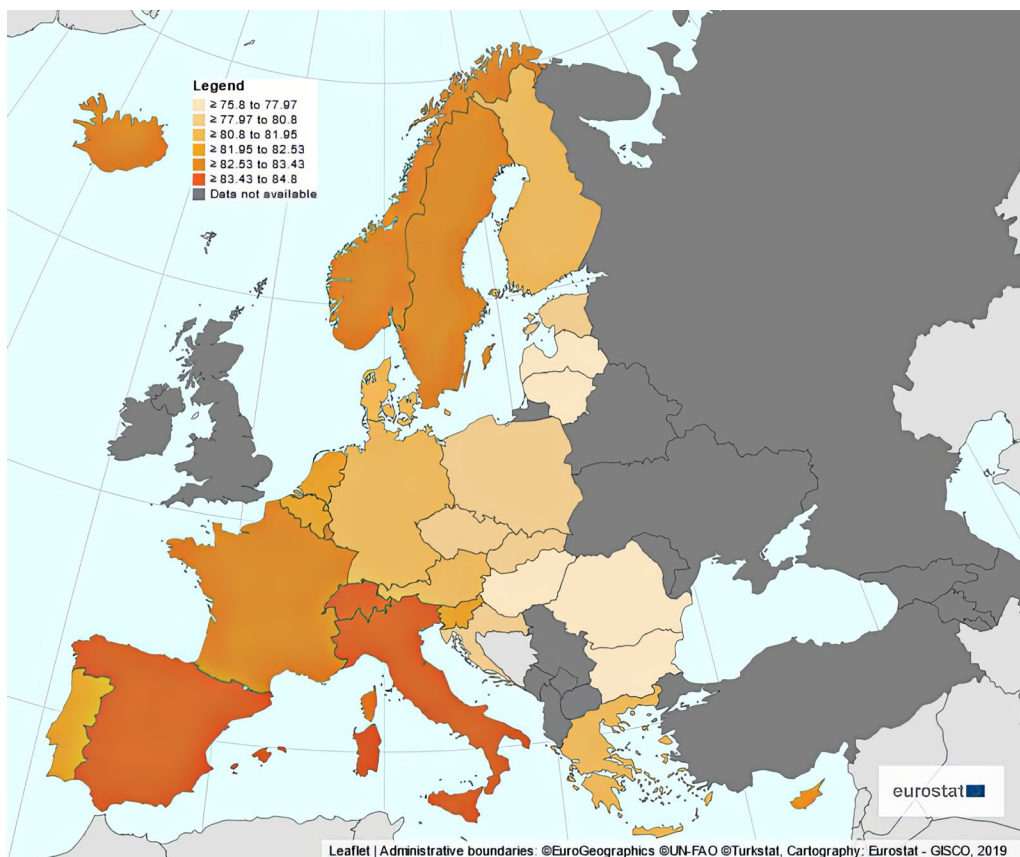 Legend
≥ 75.8 to 77.97
≥ 77.97 to 80.8
≥ 80.8 to 81.95
≥ 81.95 to 82.53
≥ 82.53 to 83.43
≥ 83.43 to 84.8
Data not available
eurostat
Leaflet | Administrative boundaries: ©EuroGeographics ©UN-FAO ©Turkstat, Cartography: Eurostat - GISCO, 2019